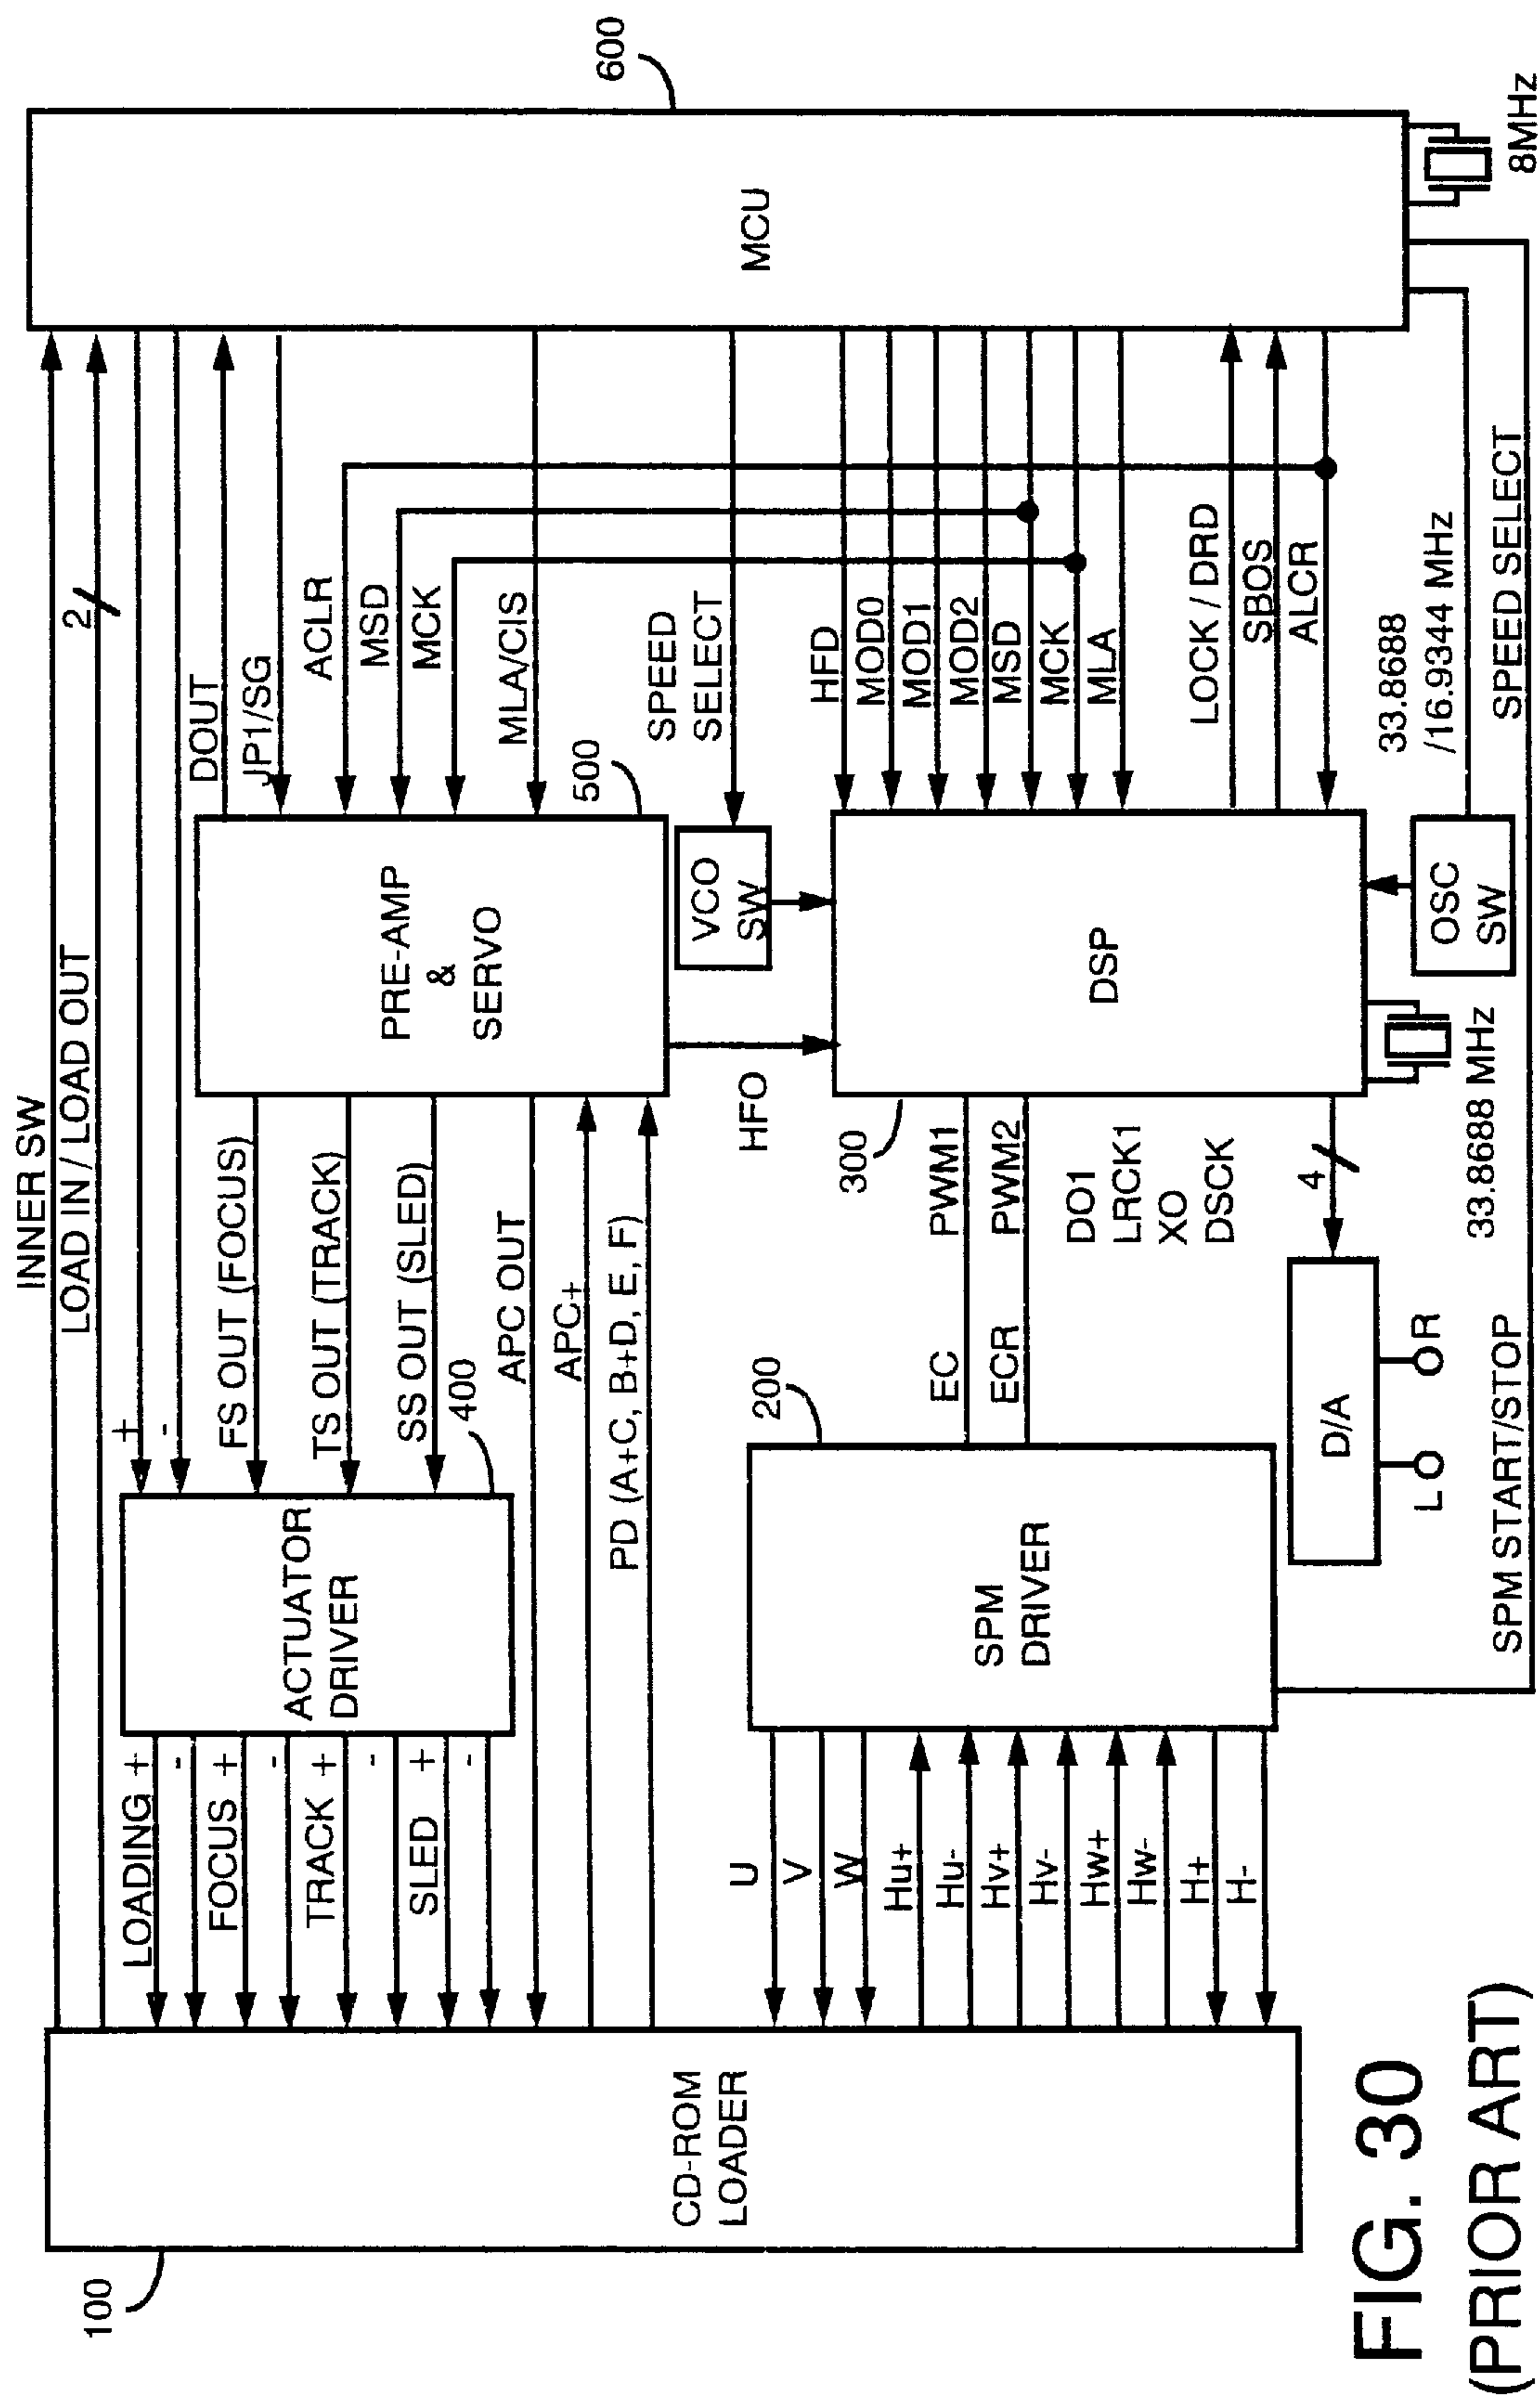 INNER SW
LOAD IN / LOAD OUT
2
+
-
DOUT
JP1/SG
ACLR
MSD
MCK
MLA/CIS
SPEED
SELECT
HFD
MOD0
MOD1
MOD2
MSD
MCK
MLA
LOCK / DRD
SBOS
ALCR
33.8688
/16.9344 MHz
SPEED SELECT
MCU
600
8MHz
PRE-AMP
&
SERVO
500
VCO
SW
DSP
300
OSC
SW
33.8688 MHz
HFO
FS OUT (FOCUS)
TS OUT (TRACK)
SS OUT (SLED)
400
APC OUT
APC+
PD (A+C, B+D, E, F)
ACTUATOR
DRIVER
LOADING +
-
FOCUS +
-
TRACK +
-
SLED +
-
EC PWM1
ECR PWM2
DO1
LRCK1
XO
DSCK
4
200
SPM
DRIVER
D/A
L
R
SPM START/STOP
U
V
W
Hu+
Hu-
Hv+
Hv-
Hw+
Hw-
H+
H-
CD-ROM
LOADER
100
FIG. 30
(PRIOR ART)